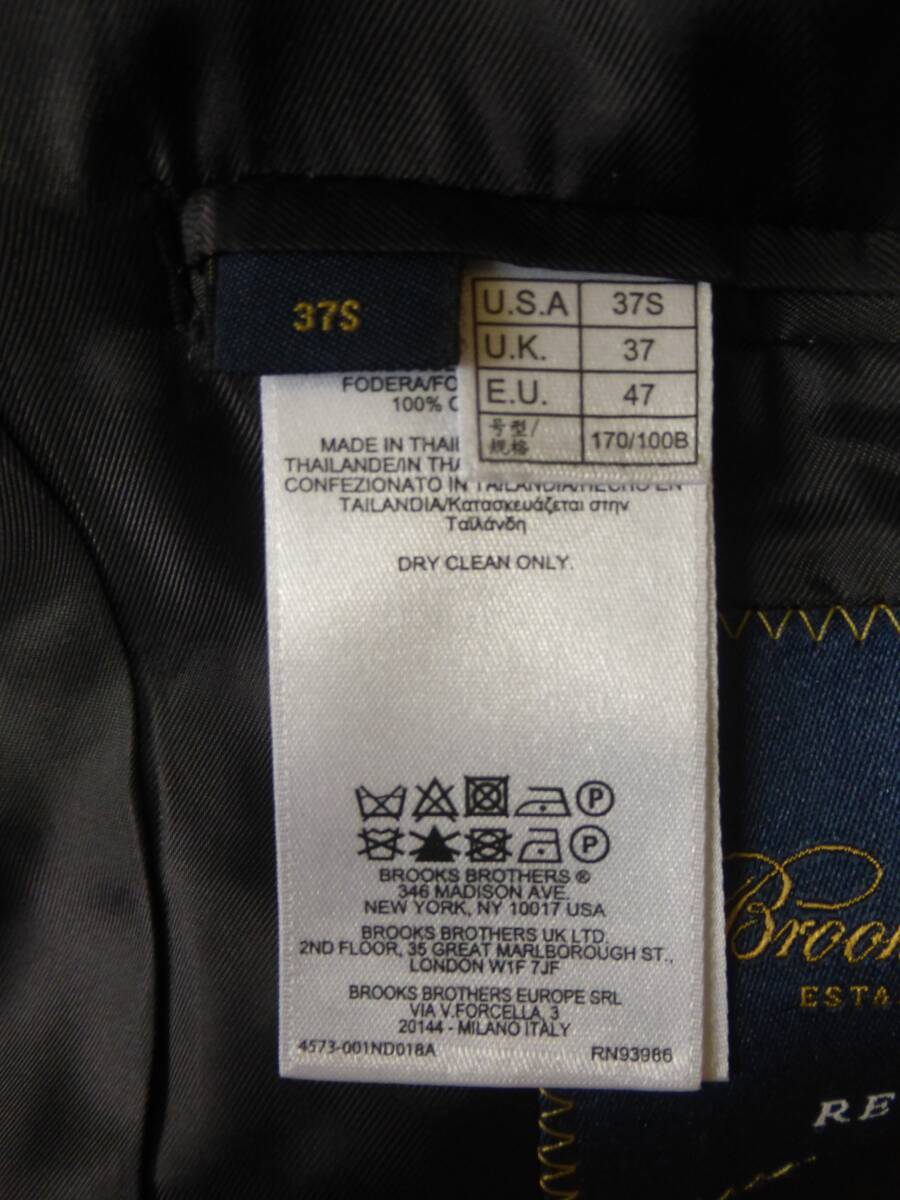 37S
U.S.A 37S
U.K. 37
E.U. 47
号型/
规格 170/100B
FODERA/FO
100% C
MADE IN THAI
THAILANDE/IN THA
CONFEZIONATO IN TAILANDIA/HECHO EN
TAILANDIA/Κατασκευάζεται στην
Ταϊλάνδη
DRY CLEAN ONLY.
P
P
BROOKS BROTHERS ®
346 MADISON AVE.
NEW YORK, NY 10017 USA
BROOKS BROTHERS UK LTD.
2ND FLOOR, 35 GREAT MARLBOROUGH ST.,
LONDON W1F 7JF
BROOKS BROTHERS EUROPE SRL
VIA V.FORCELLA, 3
20144 - MILANO ITALY
4573-001ND018A RN93986
Broo
ESTA
RE